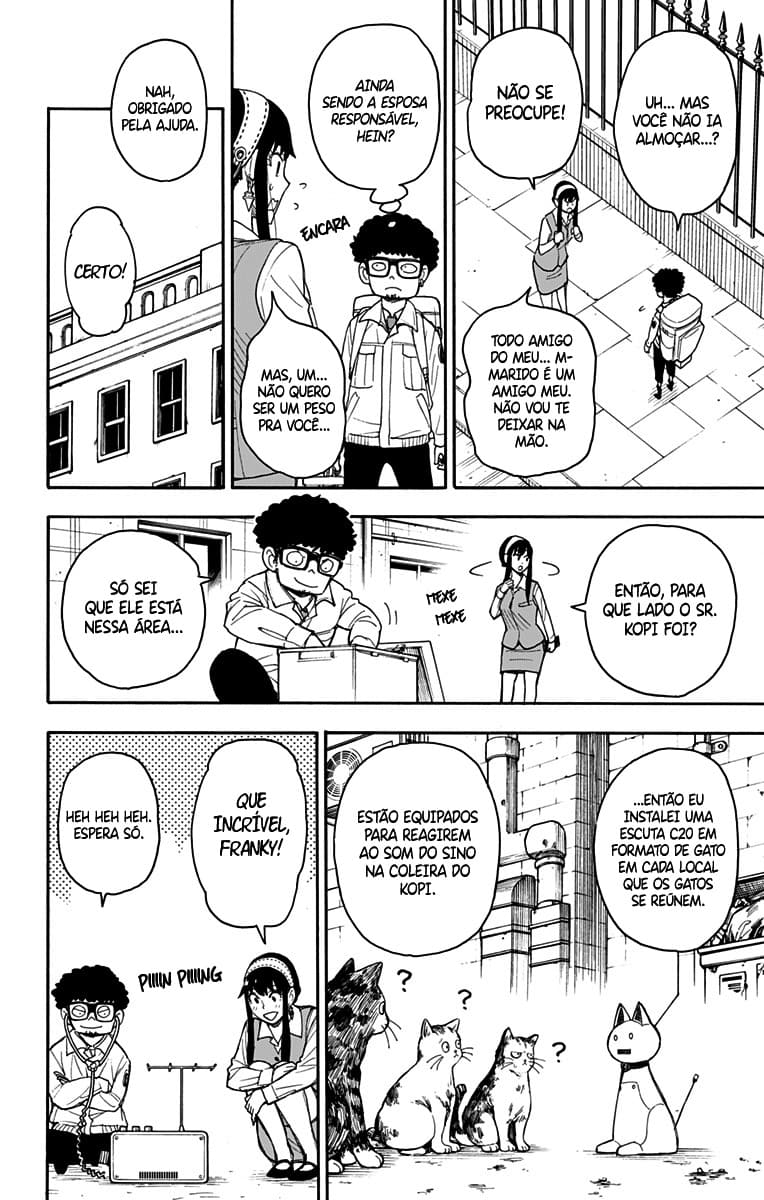 UH... MAS
VOCÊ NÃO IA
ALMOÇAR...?
NÃO SE
PREOCUPE!
TODO AMIGO
DO MEU... M-
MARIDO É UM
AMIGO MEU.
NÃO VOU TE
DEIXAR NA
MÃO.
AINDA
SENDO A ESPOSA
RESPONSÁVEL,
HEIN?
ENCARA
MAS, UM...
NÃO QUERO
SER UM PESO
PRA VOCÊ...
NAH,
OBRIGADO
PELA AJUDA.
CERTO!
ENTÃO, PARA
QUE LADO O SR.
KOPI FOI?
MEXE
MEXE
SÓ SEI
QUE ELE ESTÁ
NESSA ÁREA...
...ENTÃO EU
INSTALEI UMA
ESCUTA C20 EM
FORMATO DE GATO
EM CADA LOCAL
QUE OS GATOS
SE REÚNEM.
ESTÃO EQUIPADOS
PARA REAGIREM
AO SOM DO SINO
NA COLEIRA DO
KOPI.
?
?
?
QUE
INCRÍVEL,
FRANKY!
HEH HEH HEH.
ESPERA SÓ.
PIIIIN PIIIING